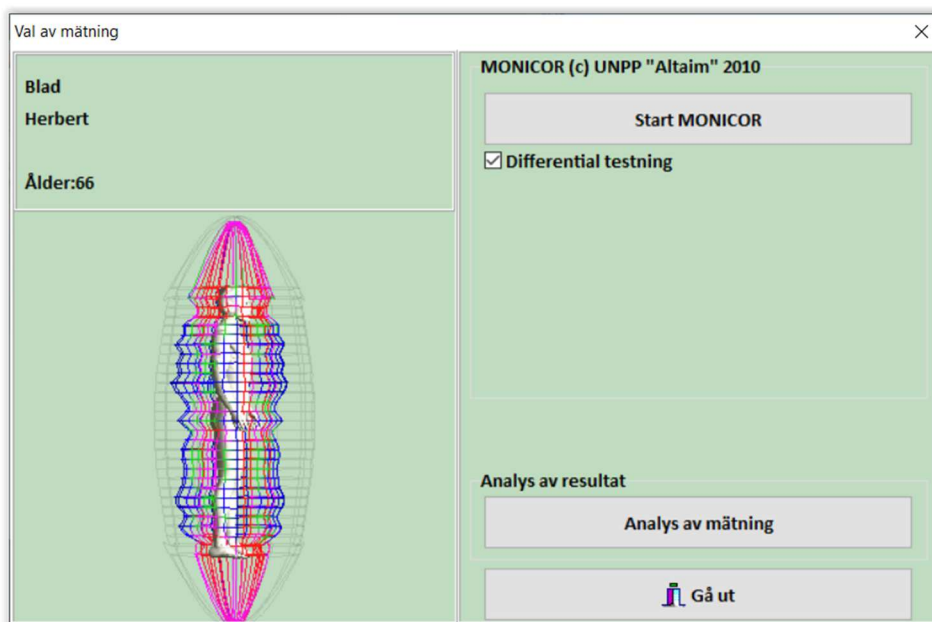 Val av mätning
Blad
Herbert
Ålder:66
MONICOR (c) UNPP "Altaim" 2010
Start MONICOR
Differential testning
Analys av resultat
Analys av mätning
Gå ut